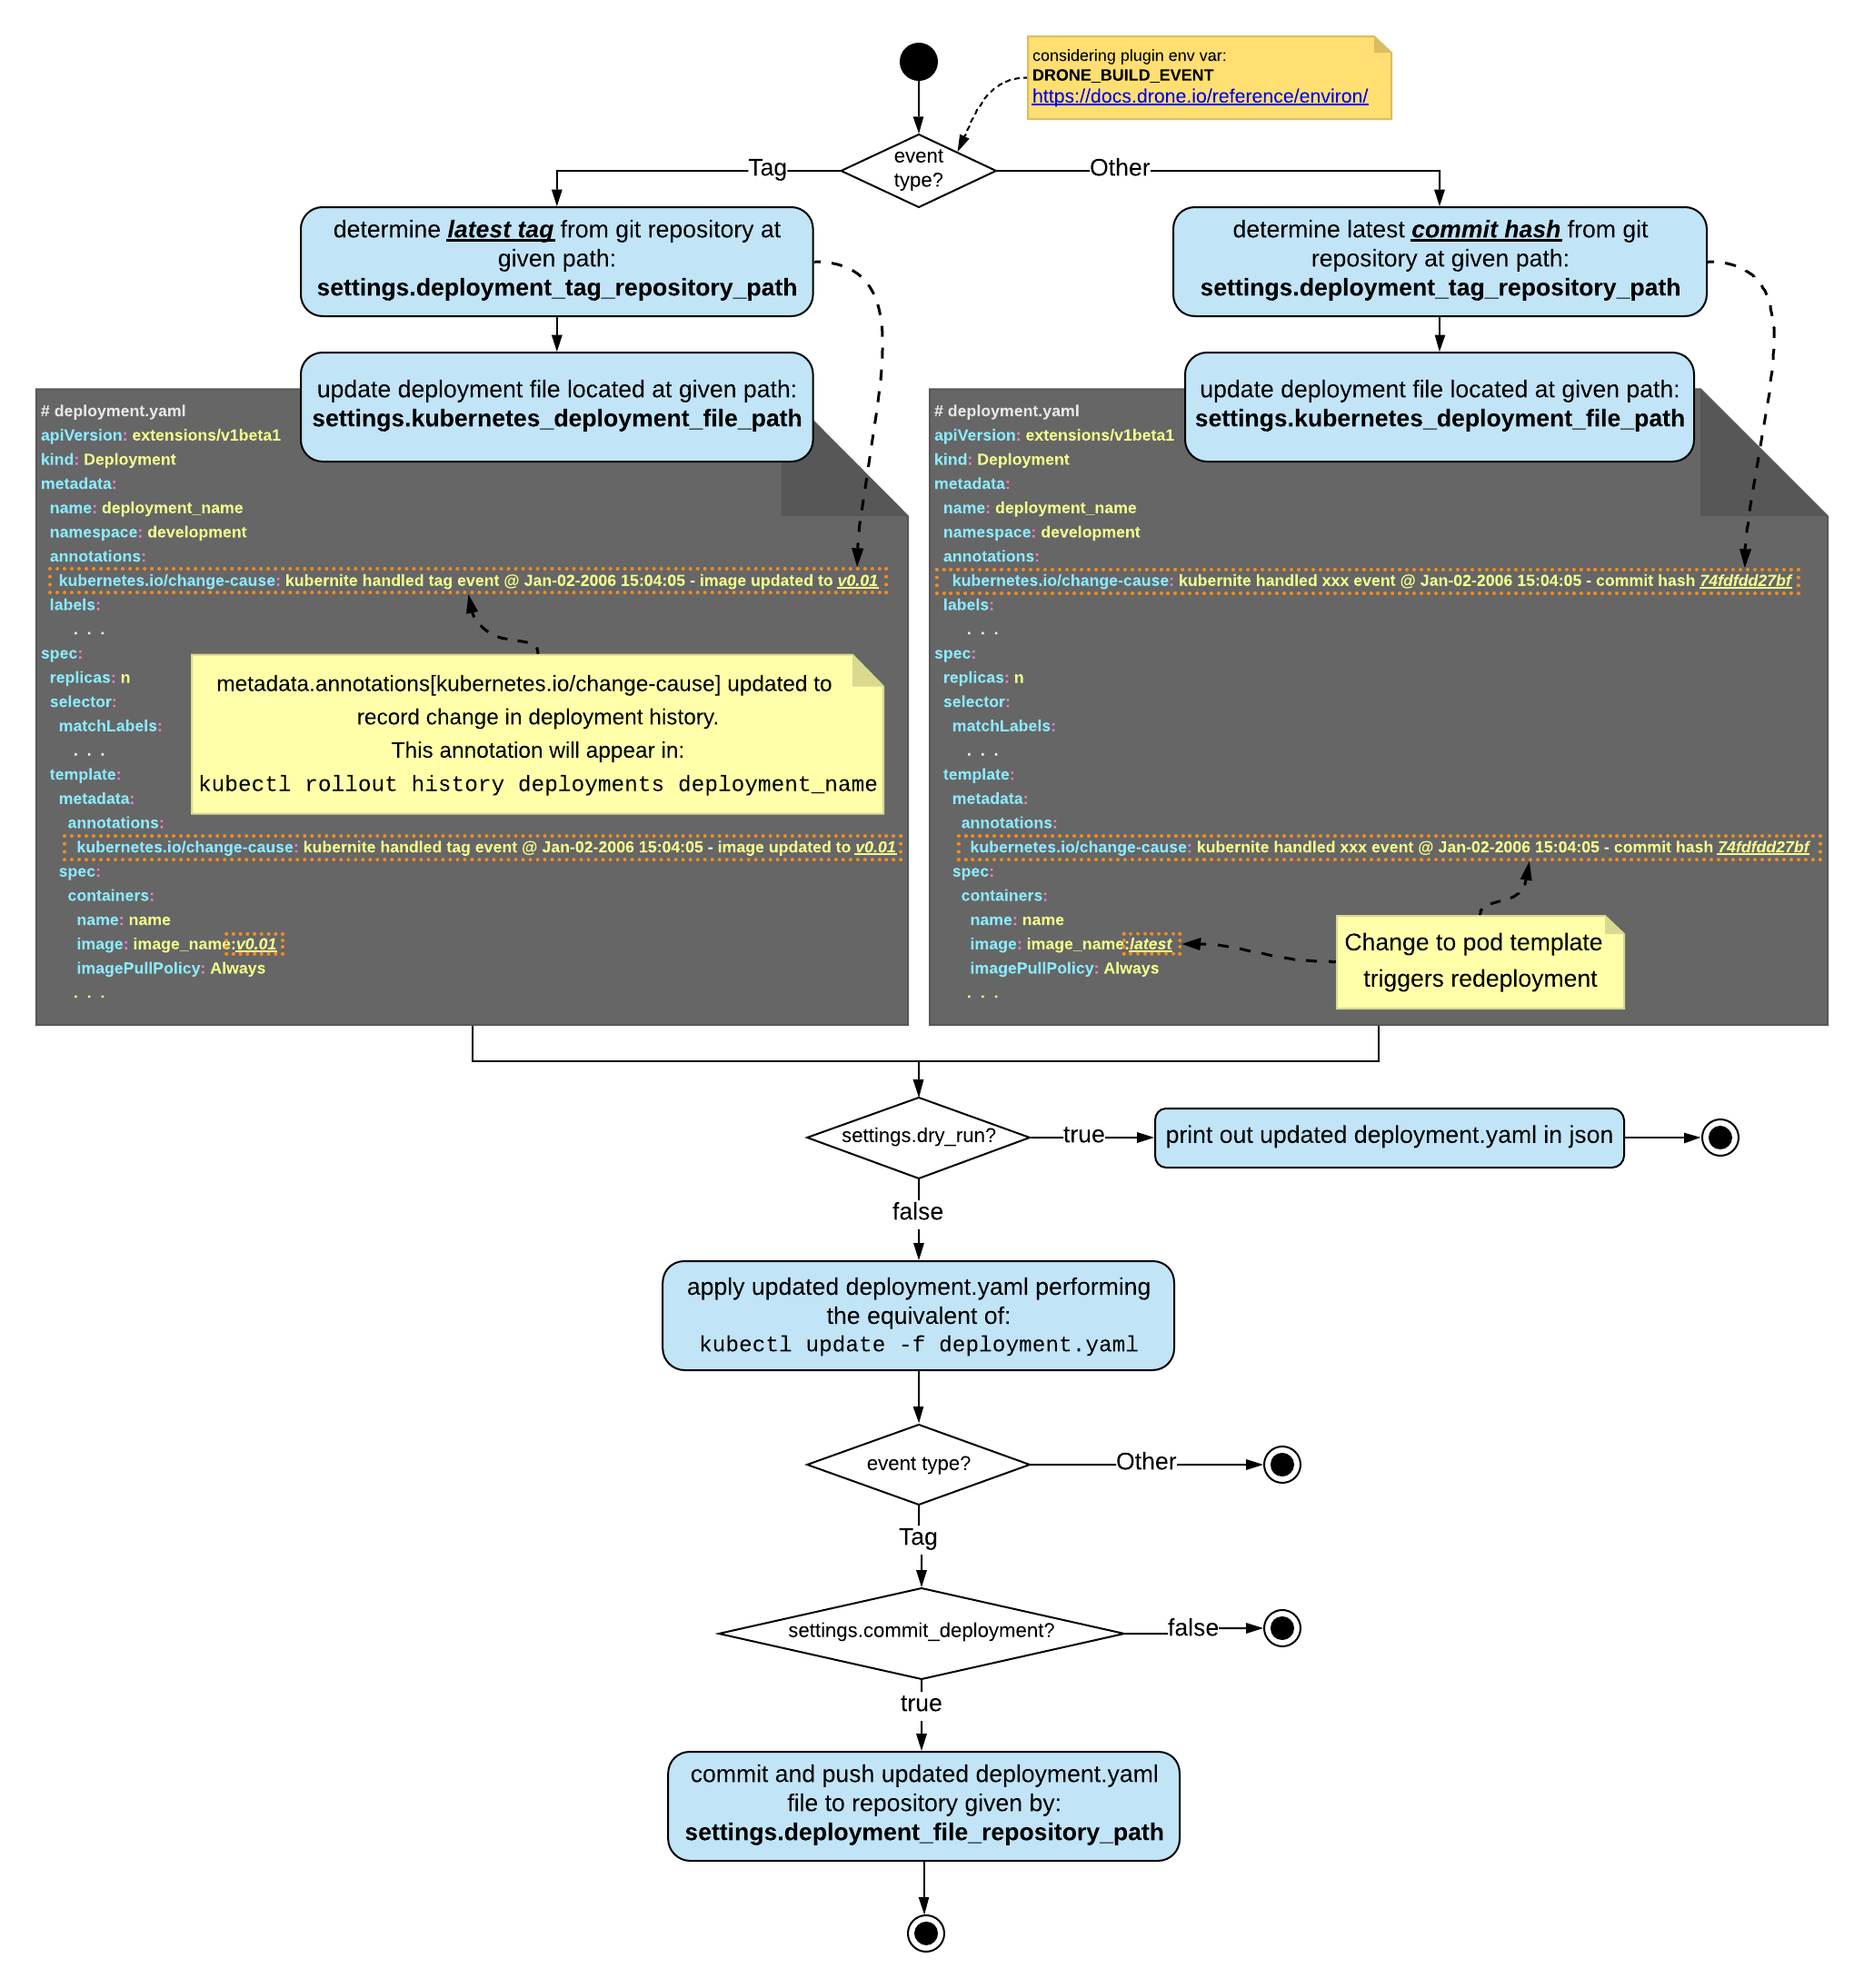 considering plugin env var:
DRONE_BUILD_EVENT
https://docs.drone.io/reference/environ/
event
type?
Tag
Other
determine latest tag from git repository at
given path:
settings.deployment_tag_repository_path
determine latest commit hash from git
repository at given path:
settings.deployment_tag_repository_path
update deployment file located at given path:
settings.kubernetes_deployment_file_path
update deployment file located at given path:
settings.kubernetes_deployment_file_path
# deployment.yaml
apiVersion: extensions/v1beta1
kind: Deployment
metadata:
name: deployment_name
namespace: development
annotations:
kubernetes.io/change-cause: kubernite handled tag event @ Jan-02-2006 15:04:05 - image updated to v0.01
labels:
. . .
spec:
replicas: n
selector:
matchLabels:
. . .
template:
metadata:
annotations:
kubernetes.io/change-cause: kubernite handled tag event @ Jan-02-2006 15:04:05 - image updated to v0.01
spec:
containers:
name: name
image: image_name:v0.01
imagePullPolicy: Always
. . .
metadata.annotations[kubernetes.io/change-cause] updated to
record change in deployment history.
This annotation will appear in:
kubectl rollout history deployments deployment_name
# deployment.yaml
apiVersion: extensions/v1beta1
kind: Deployment
metadata:
name: deployment_name
namespace: development
annotations:
kubernetes.io/change-cause: kubernite handled xxx event @ Jan-02-2006 15:04:05 - commit hash 74fdfdd27bf
labels:
. . .
spec:
replicas: n
selector:
matchLabels:
. . .
template:
metadata:
annotations:
kubernetes.io/change-cause: kubernite handled xxx event @ Jan-02-2006 15:04:05 - commit hash 74fdfdd27bf
spec:
containers:
name: name
image: image_name:latest
imagePullPolicy: Always
. . .
Change to pod template
triggers redeployment
settings.dry_run?
true
print out updated deployment.yaml in json
false
apply updated deployment.yaml performing
the equivalent of:
kubectl update -f deployment.yaml
event type?
Other
Tag
settings.commit_deployment?
false
true
commit and push updated deployment.yaml
file to repository given by:
settings.deployment_file_repository_path